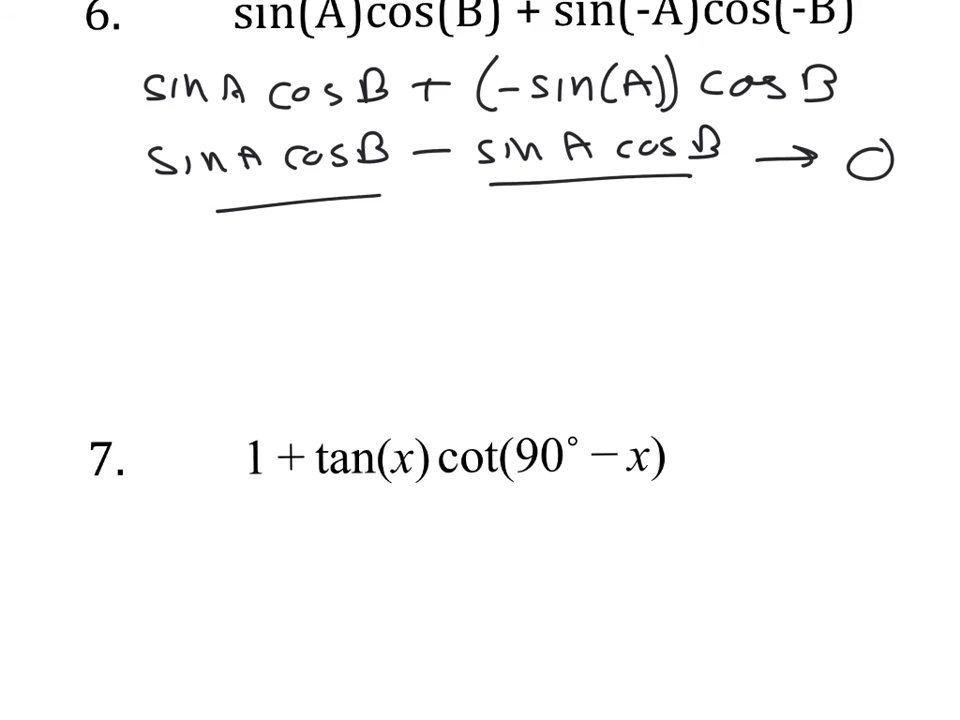 6. sin(A)cos(B) + sin(-A)cos(-B)
sin A cos B + (- sin(A)) cos B
sin A cos B - sin A cos B → 0
7. 1 + tan(x) cot(90° − x)